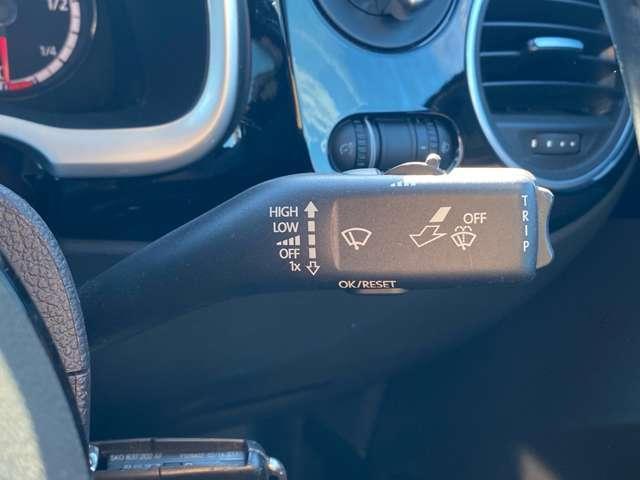 1/2
1/4
HIGH
LOW
OFF
1x
OFF
TRIP
OK/RESET